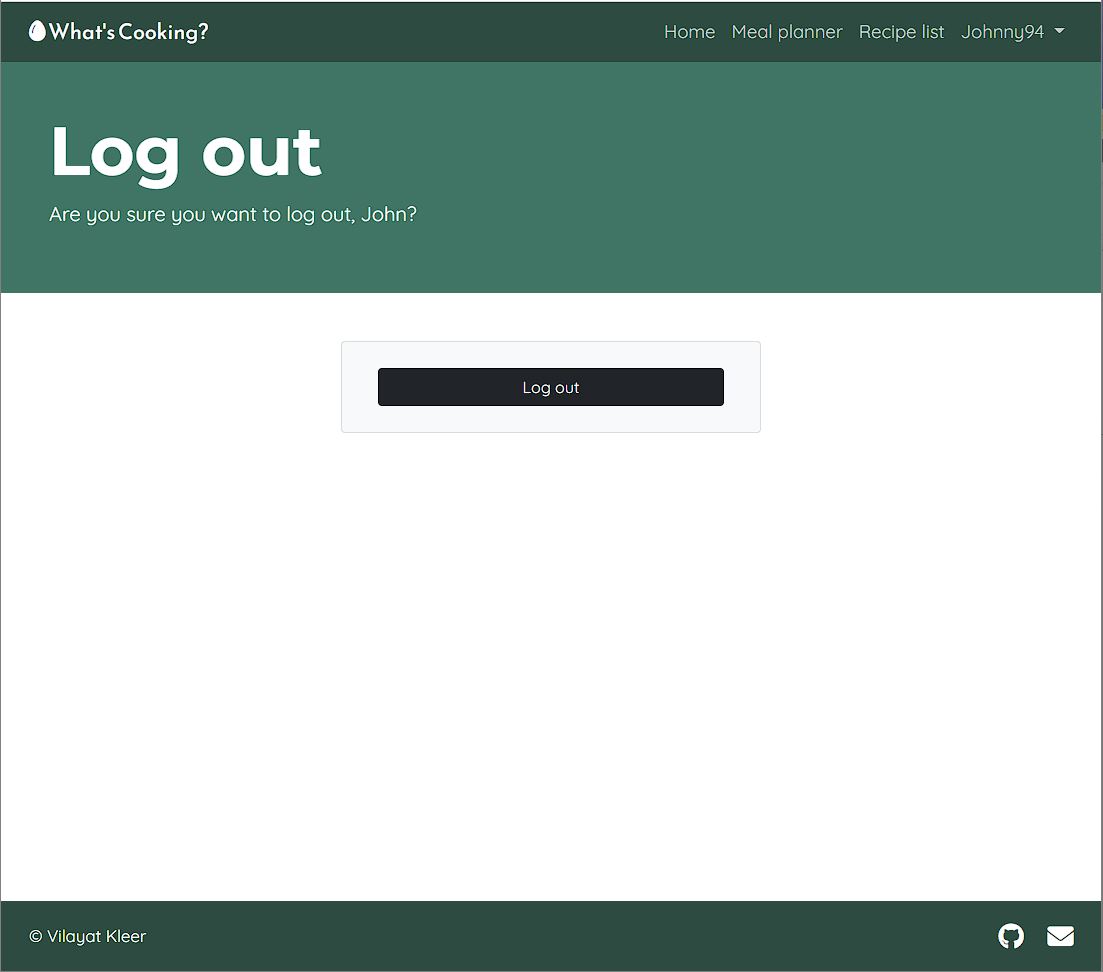 What's Cooking?
Home Meal planner Recipe list Johnny94
Log out
Are you sure you want to log out, John?
Log out
© Vilayat Kleer